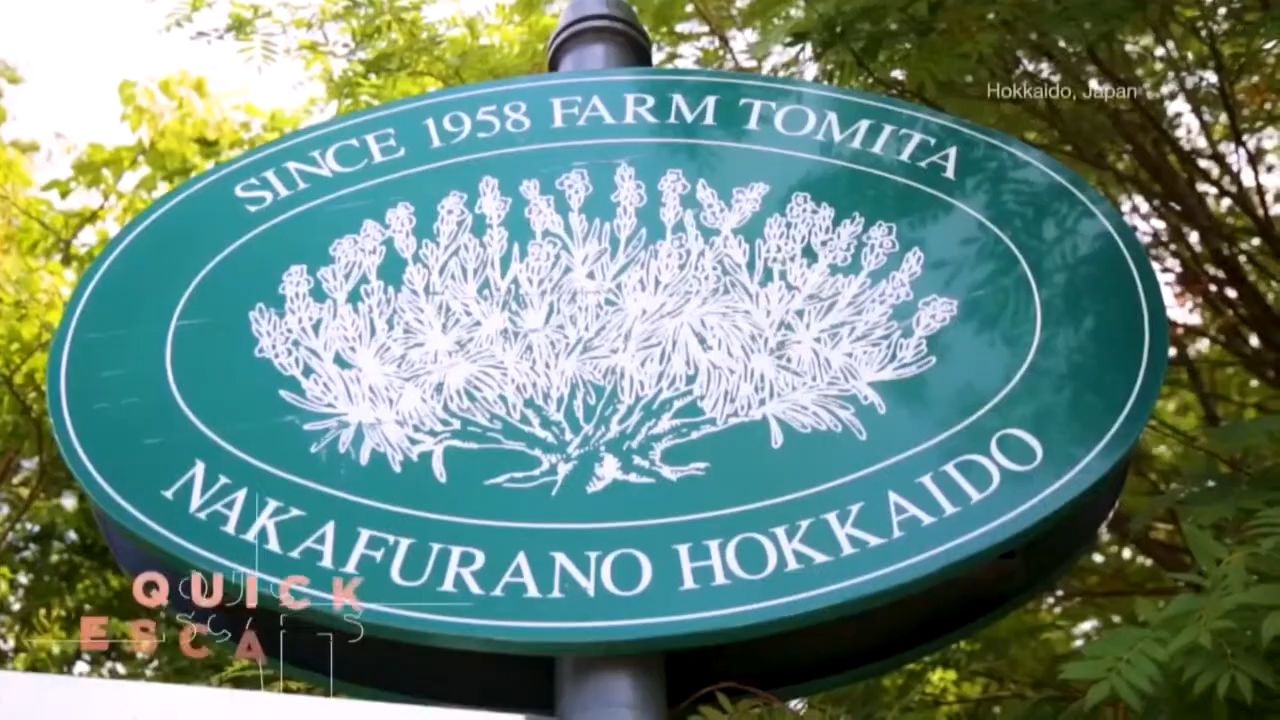 Hokkaido, Japan
SINCE 1958 FARM TOMITA
NAKAFURANO HOKKAIDO
QUICK
ESCA